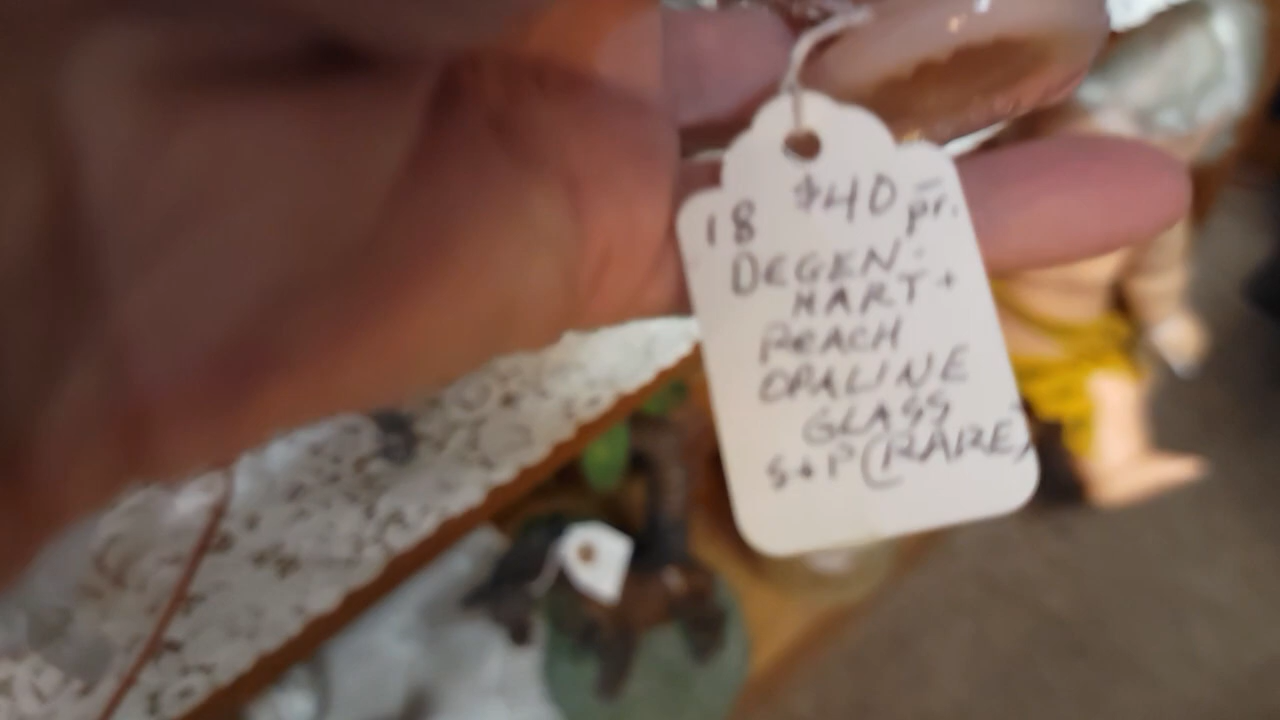 $40 pr.
18
DEGEN-
HART+
PEACH
OPALINE
GLASS
S+P (RARE)